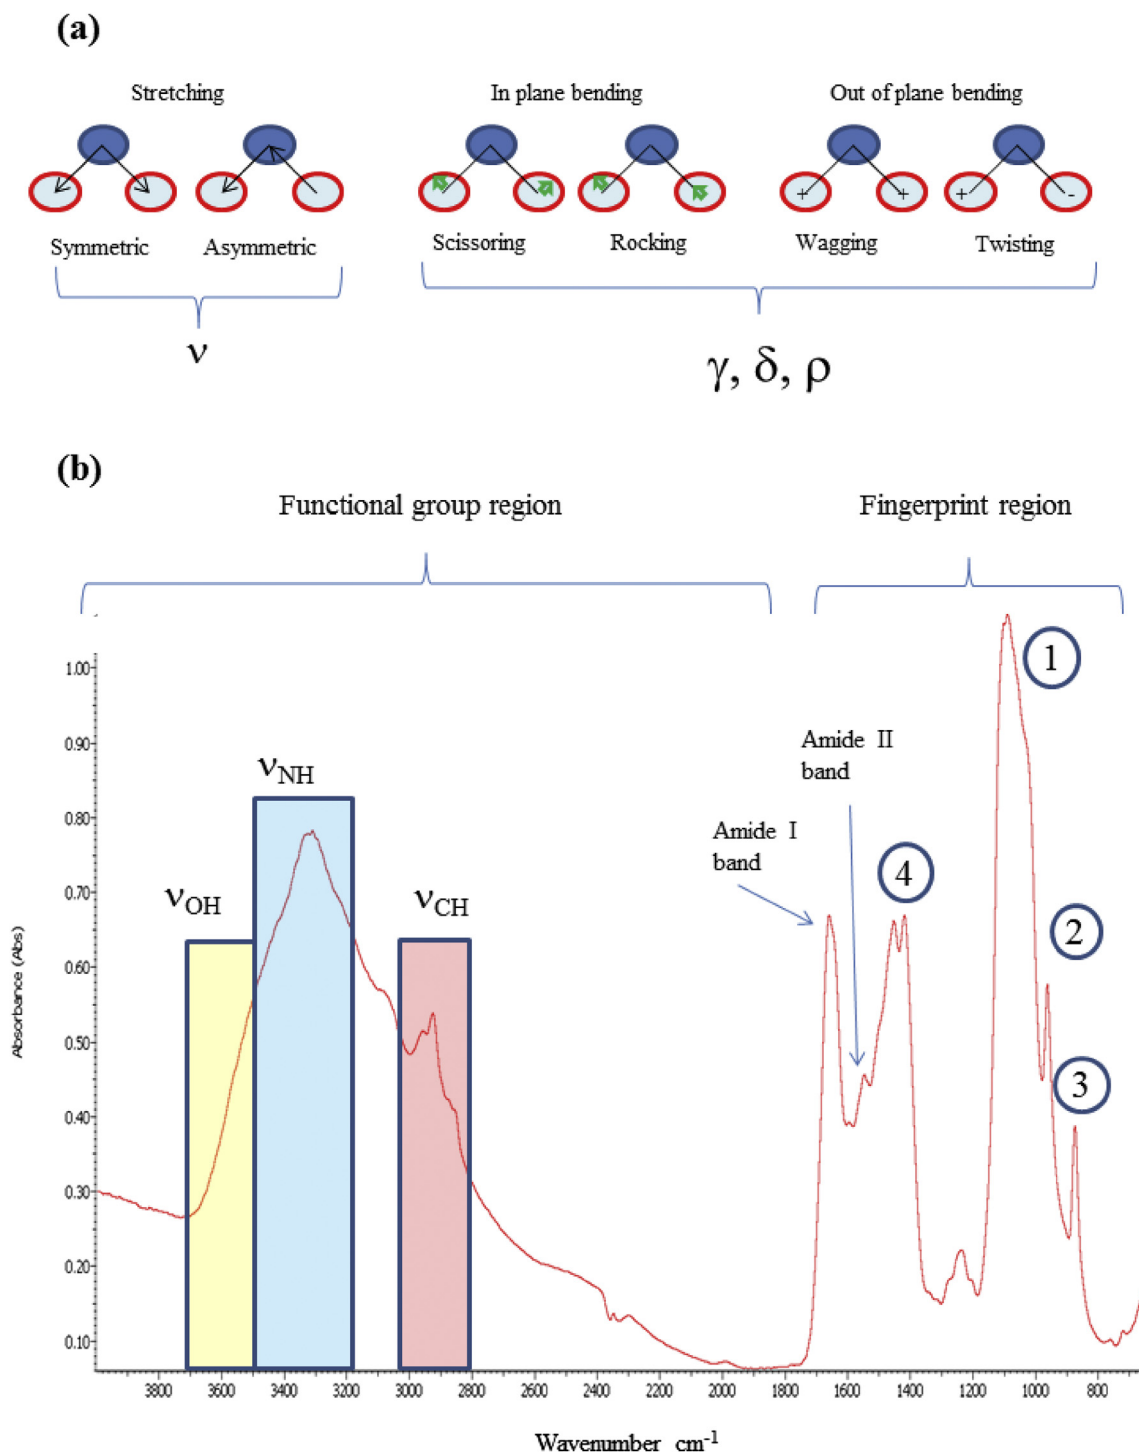 (a)
Stretching
In plane bending
Out of plane bending
+ + + -
Symmetric
Asymmetric
Scissoring
Rocking
Wagging
Twisting
ν
γ, δ, ρ
(b)
Functional group region
Fingerprint region
1
νNH
Amide II
band
Amide I
band
4
νOH
νCH
2
3
Absorbance (Abs)
1.00
0.90
0.80
0.70
0.60
0.50
0.40
0.30
0.20
0.10
3800 3600 3400 3200 3000 2800 2600 2400 2200 2000 1800 1600 1400 1200 1000 800
Wavenumber cm-1